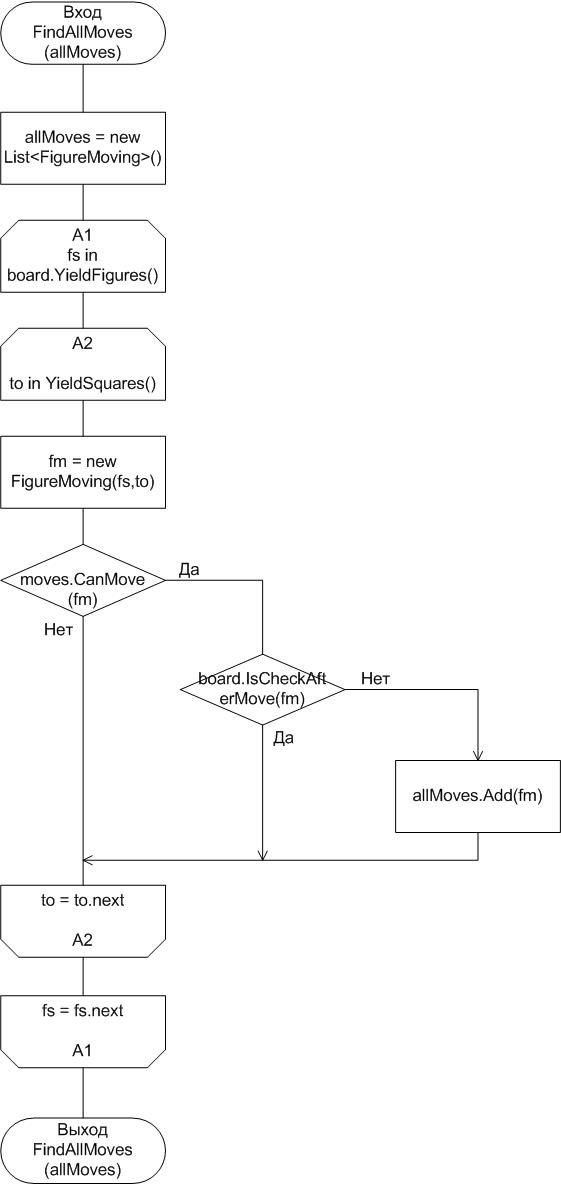 Вход
FindAllMoves
(allMoves)
allMoves = new
List<FigureMoving>()
A1
fs in
board.YieldFigures()
A2
to in YieldSquares()
fm = new
FigureMoving(fs,to)
moves.CanMove
(fm)
Да
Нет
board.IsCheckAft
erMove(fm)
Нет
Да
allMoves.Add(fm)
to = to.next
A2
fs = fs.next
A1
Выход
FindAllMoves
(allMoves)